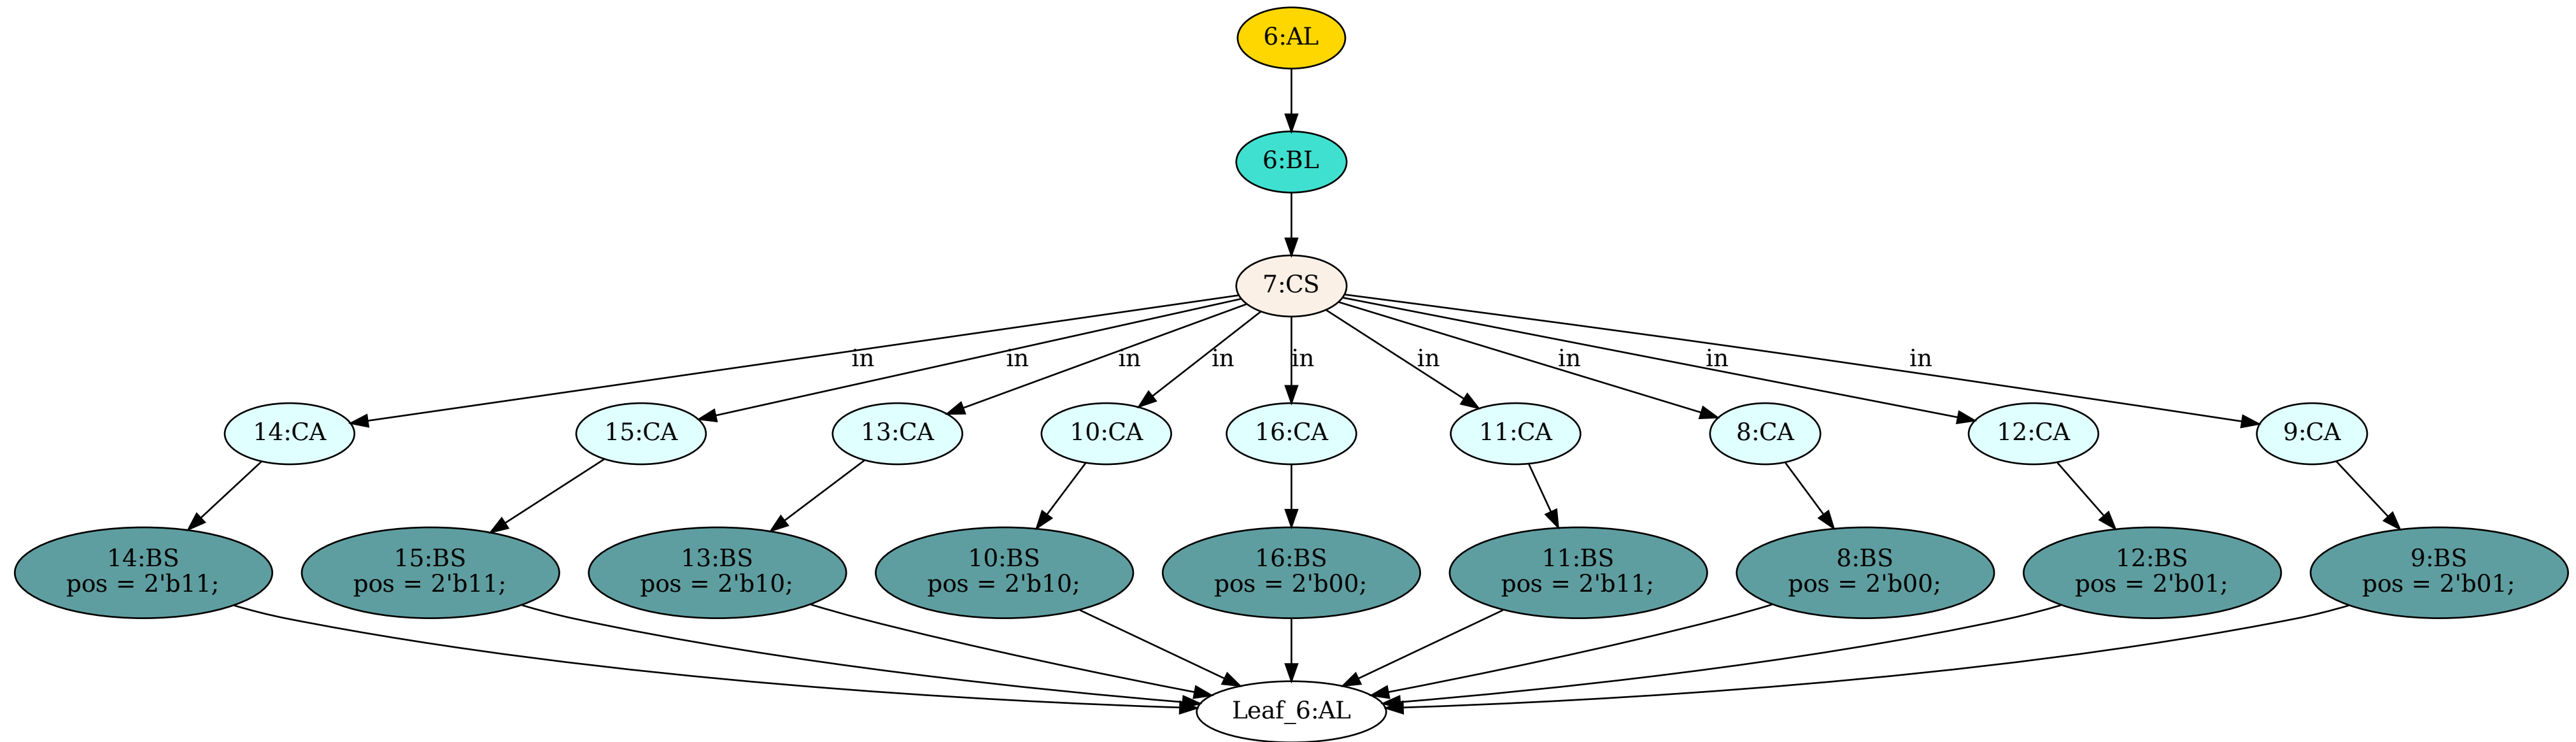 6:AL
6:BL
7:CS
in in in in in in in in in
14:CA 15:CA 13:CA 10:CA 16:CA 11:CA 8:CA 12:CA 9:CA
14:BS
pos = 2'b11;
15:BS
pos = 2'b11;
13:BS
pos = 2'b10;
10:BS
pos = 2'b10;
16:BS
pos = 2'b00;
11:BS
pos = 2'b11;
8:BS
pos = 2'b00;
12:BS
pos = 2'b01;
9:BS
pos = 2'b01;
Leaf_6:AL